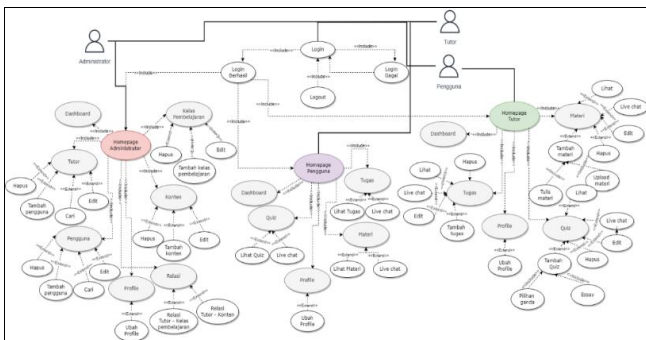 Tutor
Administrator
Pengguna
Login
Login
Berhasil
Login
Gagal
Logout
Homepage
Administrator
Dashboard
Kelas
Pembelajaran
Hapus
Tambah kelas
pembelajaran
Edit
Tutor
Hapus
Tambah
pengguna
Cari
Edit
Konten
Hapus
Tambah
konten
Edit
Pengguna
Hapus
Tambah
pengguna
Cari
Edit
Profile
Ubah
Profile
Relasi
Relasi
Tutor - Kelas
pembelajaran
Relasi
Tutor - Konten
Homepage
Pengguna
Dashboard
Quiz
Lihat Quiz
Live chat
Tugas
Lihat Tugas
Live chat
Materi
Lihat Materi
Live chat
Profile
Ubah
Profile
Homepage
Tutor
Dashboard
Materi
Lihat
Live chat
Edit
Hapus
Tambah
materi
Tulis
materi
Upload
materi
Tugas
Lihat
Hapus
Live chat
Edit
Tambah
tugas
Profile
Ubah
Profile
Quiz
Lihat
Live chat
Edit
Hapus
Tambah
Quiz
Pilihan
ganda
Essay